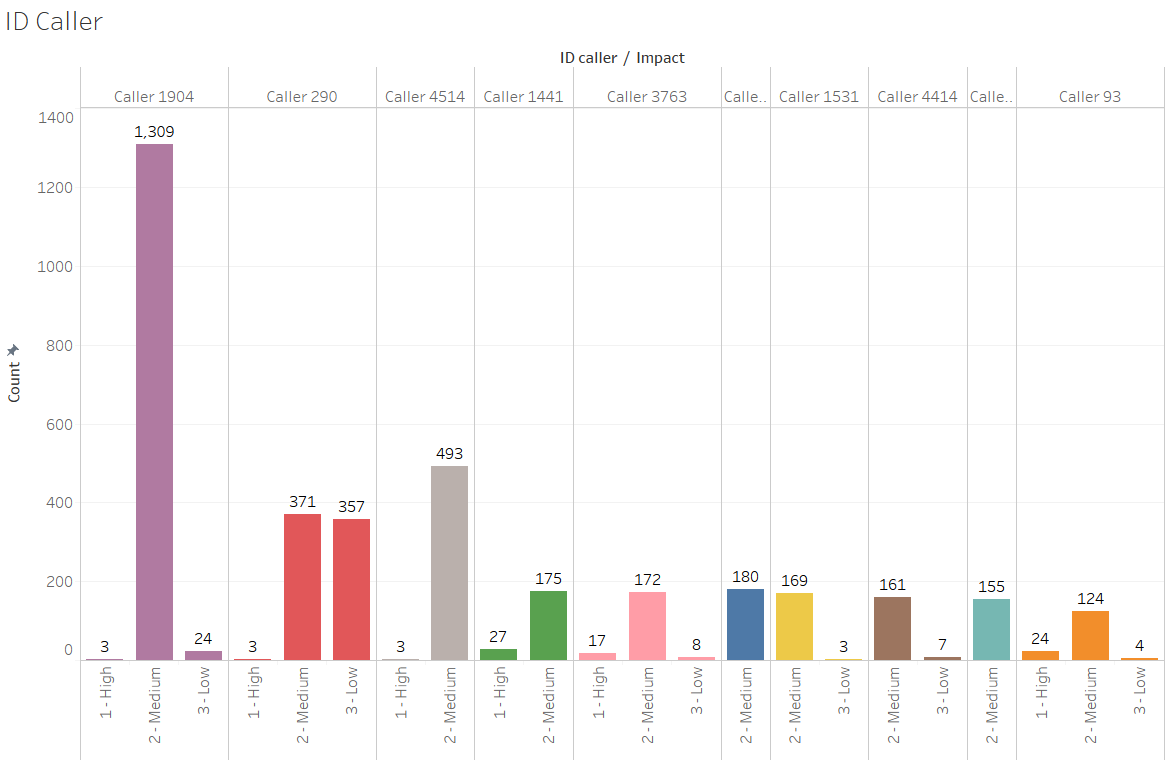 ID Caller
ID caller / Impact
Caller 1904 Caller 290 Caller 4514 Caller 1441 Caller 3763 Calle.. Caller 1531 Caller 4414 Calle.. Caller 93
1400
1200
1000
800
600
400
200
0
Count
3 1,309 24 3 371 357 3 493 27 175 17 172 8 180 169 3 161 7 155 24 124 4
1 - High 2 - Medium 3 - Low 1 - High 2 - Medium 3 - Low 1 - High 2 - Medium 1 - High 2 - Medium 1 - High 2 - Medium 3 - Low 2 - Medium 2 - Medium 3 - Low 2 - Medium 3 - Low 2 - Medium 1 - High 2 - Medium 3 - Low